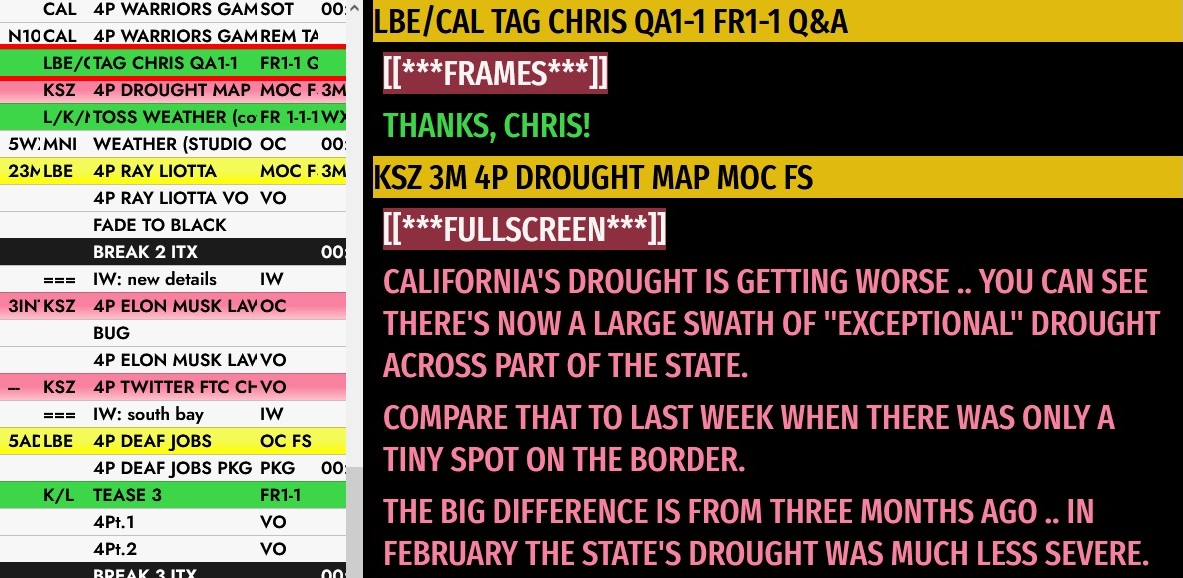 CAL 4P WARRIORS GAM SOT 00:
N10 CAL 4P WARRIORS GAM REM TA
LBE/C TAG CHRIS QA1-1 FR1-1 Q
KSZ 4P DROUGHT MAP MOC F 3M
L/K/ TOSS WEATHER (co FR 1-1-1 WX
5W MNI WEATHER (STUDIO OC 00:
23M LBE 4P RAY LIOTTA MOC F 3M
4P RAY LIOTTA VO VO
FADE TO BLACK
BREAK 2 ITX 00:
=== IW: new details IW
3IN KSZ 4P ELON MUSK LAW OC
BUG
4P ELON MUSK LAW VO
-- KSZ 4P TWITTER FTC CH VO
=== IW: south bay IW
5AD LBE 4P DEAF JOBS OC FS
4P DEAF JOBS PKG PKG 00:
K/L TEASE 3 FR1-1
4Pt.1 VO
4Pt.2 VO
BREAK 3 ITX 00:
LBE/CAL TAG CHRIS QA1-1 FR1-1 Q&A
[[***FRAMES***]]
THANKS, CHRIS!
KSZ 3M 4P DROUGHT MAP MOC FS
[[***FULLSCREEN***]]
CALIFORNIA'S DROUGHT IS GETTING WORSE .. YOU CAN SEE
THERE'S NOW A LARGE SWATH OF "EXCEPTIONAL" DROUGHT
ACROSS PART OF THE STATE.
COMPARE THAT TO LAST WEEK WHEN THERE WAS ONLY A
TINY SPOT ON THE BORDER.
THE BIG DIFFERENCE IS FROM THREE MONTHS AGO .. IN
FEBRUARY THE STATE'S DROUGHT WAS MUCH LESS SEVERE.